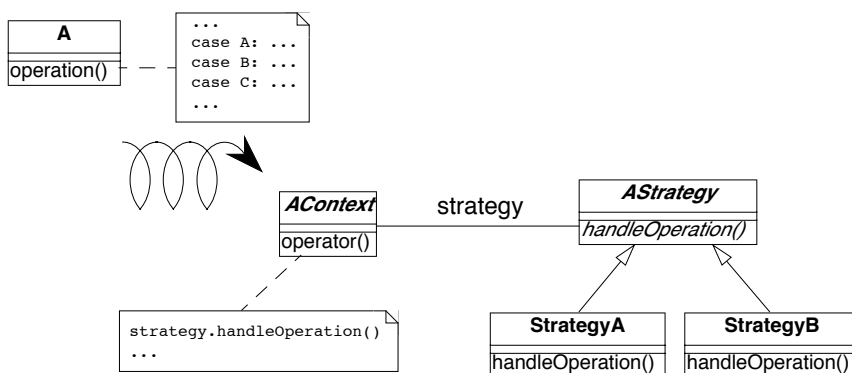 A
operation()
...
case A: ...
case B: ...
case C: ...
...
AContext
operator()
strategy
AStrategy
handleOperation()
strategy.handleOperation()
...
StrategyA
handleOperation()
StrategyB
handleOperation()